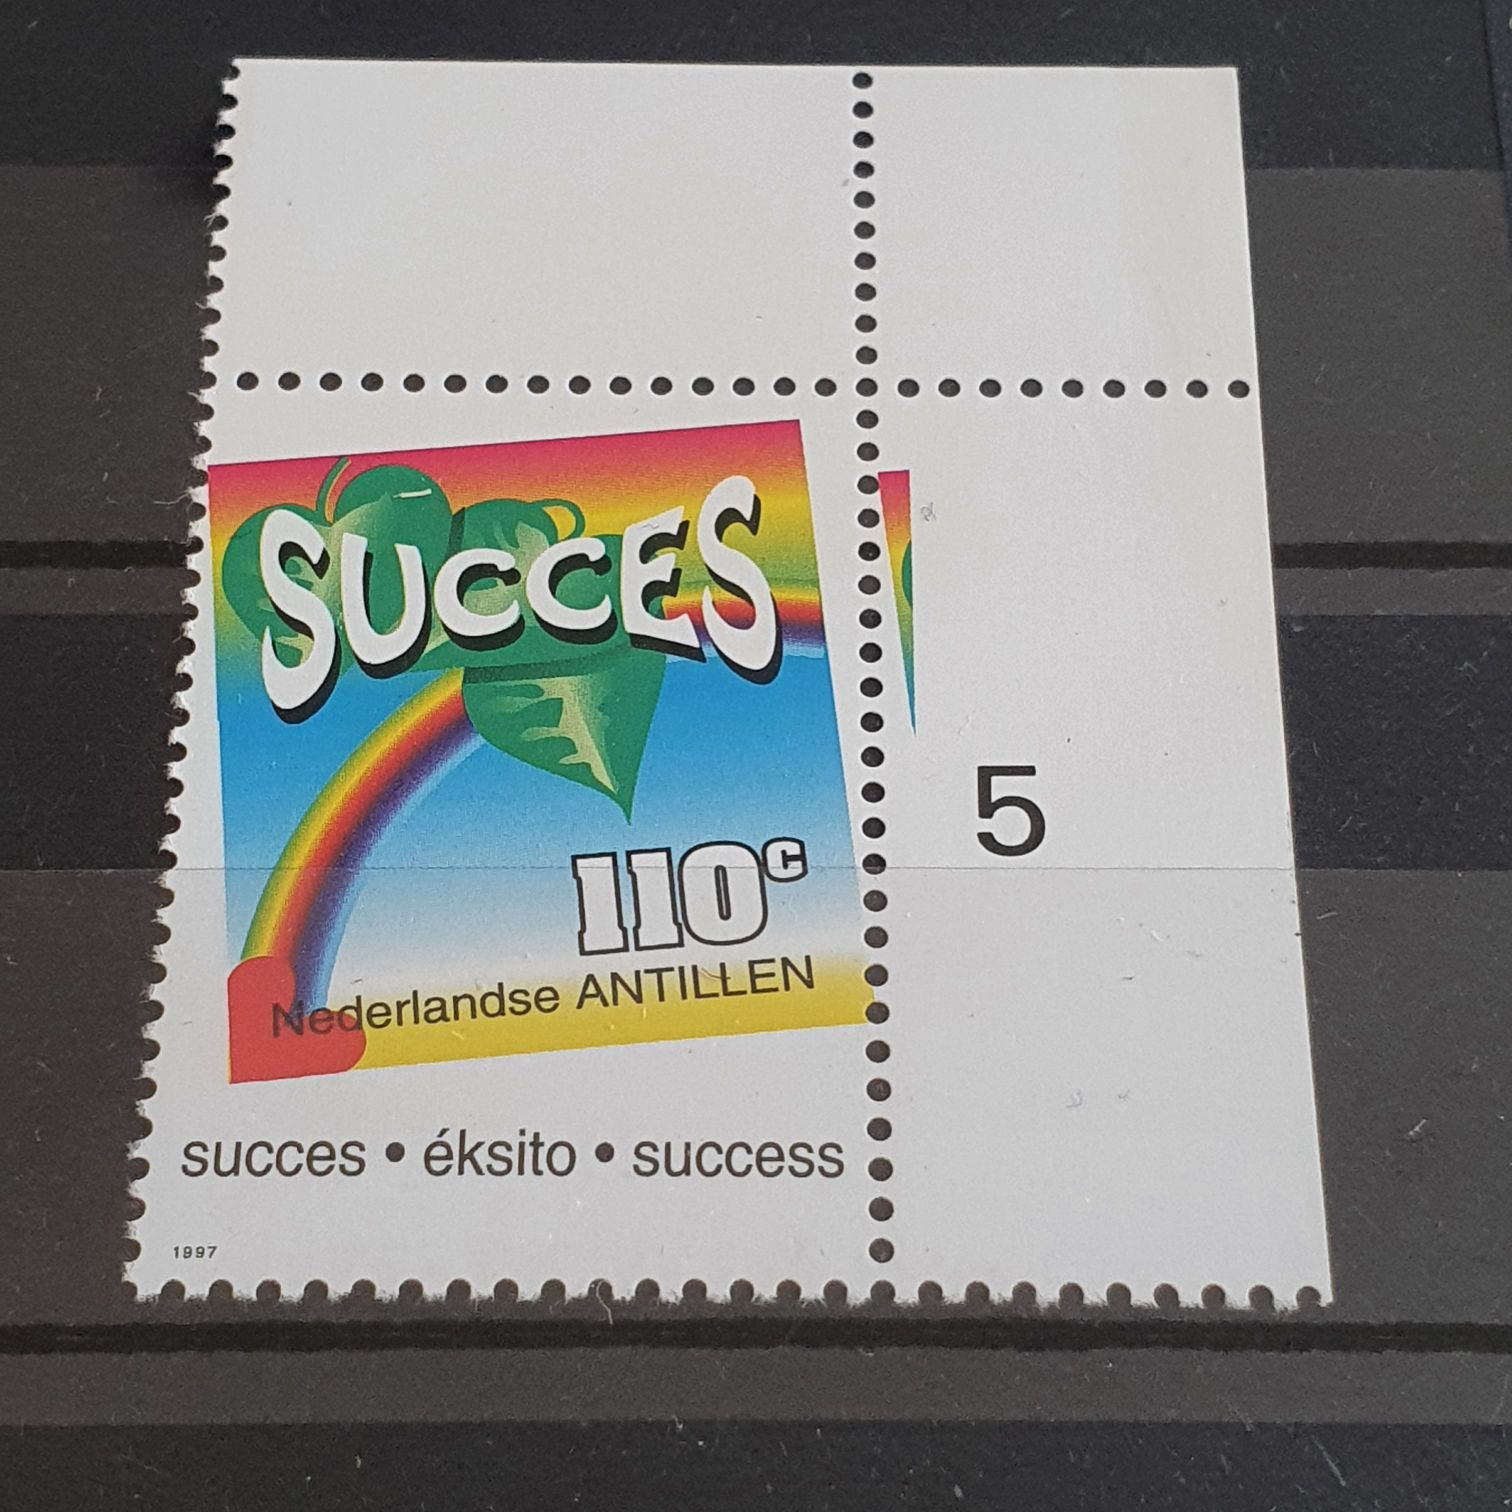 SUCCES
5
110c
Nederlandse ANTILLEN
succes • éksito • success
1997